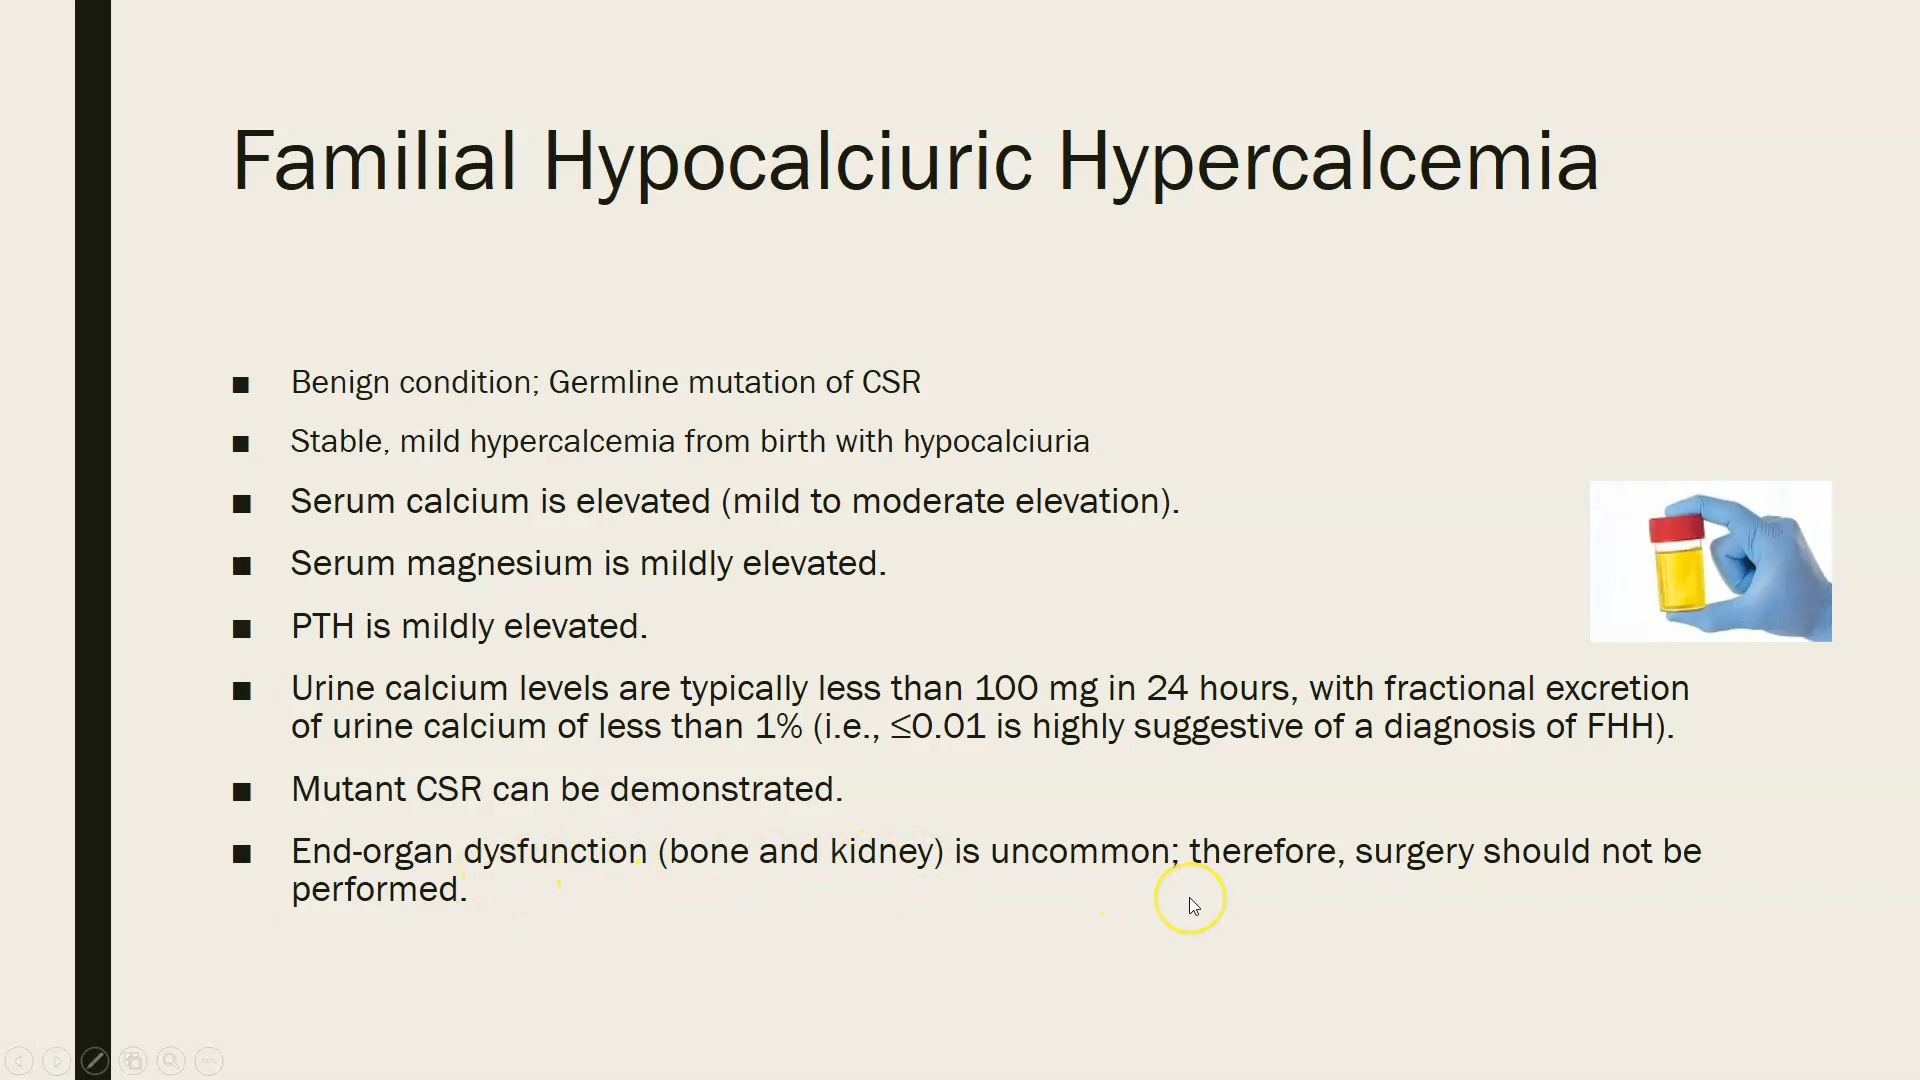 Familial Hypocalciuric Hypercalcemia
■ Benign condition; Germline mutation of CSR
■ Stable, mild hypercalcemia from birth with hypocalciuria
■ Serum calcium is elevated (mild to moderate elevation).
■ Serum magnesium is mildly elevated.
■ PTH is mildly elevated.
■ Urine calcium levels are typically less than 100 mg in 24 hours, with fractional excretion
of urine calcium of less than 1% (i.e., ≤0.01 is highly suggestive of a diagnosis of FHH).
■ Mutant CSR can be demonstrated.
■ End-organ dysfunction (bone and kidney) is uncommon; therefore, surgery should not be
performed.